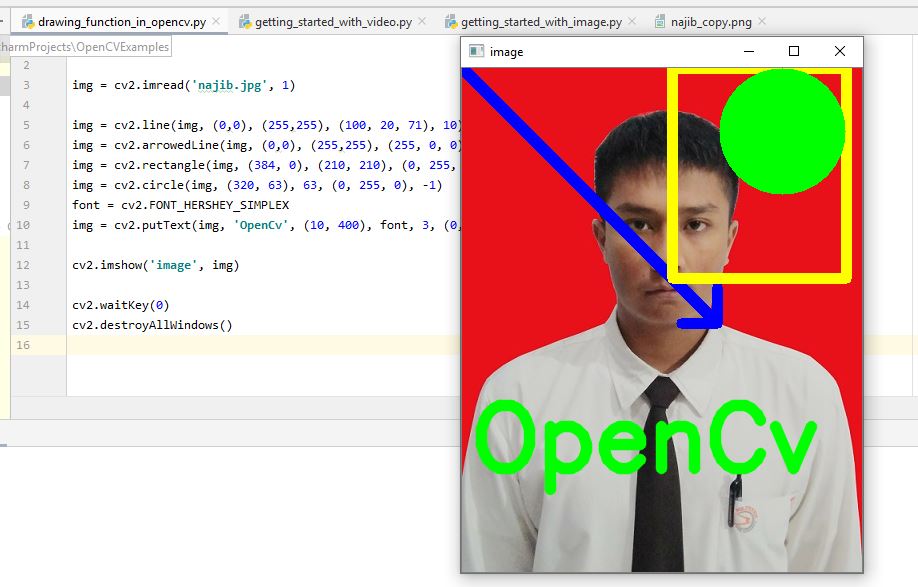 drawing_function_in_opencv.py
getting_started_with_video.py
getting_started_with_image.py
najib_copy.png
harmProjects\OpenCVExamples
image
2
3 img = cv2.imread('najib.jpg', 1)
4
5 img = cv2.line(img, (0,0), (255,255), (100, 20, 71), 10)
6 img = cv2.arrowedLine(img, (0,0), (255,255), (255, 0, 0
7 img = cv2.rectangle(img, (384, 0), (210, 210), (0, 255,
8 img = cv2.circle(img, (320, 63), 63, (0, 255, 0), -1)
9 font = cv2.FONT_HERSHEY_SIMPLEX
10 img = cv2.putText(img, 'OpenCv', (10, 400), font, 3, (0,
11
12 cv2.imshow('image', img)
13
14 cv2.waitKey(0)
15 cv2.destroyAllWindows()
16
OpenCv